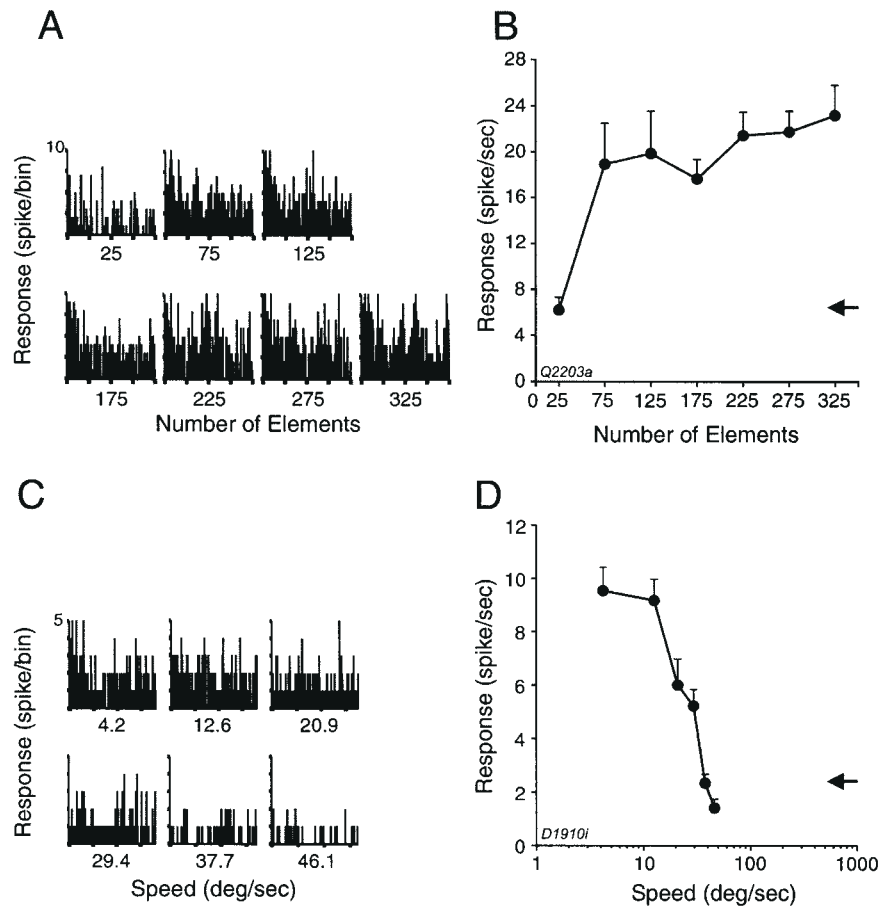 A
Response (spike/bin)
10
25 75 125
175 225 275 325
Number of Elements
B
Response (spike/sec)
28
24
20
16
12
8
4
0
Q2203a
0 25 75 125 175 225 275 325
Number of Elements
C
Response (spike/bin)
5
4.2 12.6 20.9
29.4 37.7 46.1
Speed (deg/sec)
D
Response (spike/sec)
12
10
8
6
4
2
0
D1910i
1 10 100 1000
Speed (deg/sec)